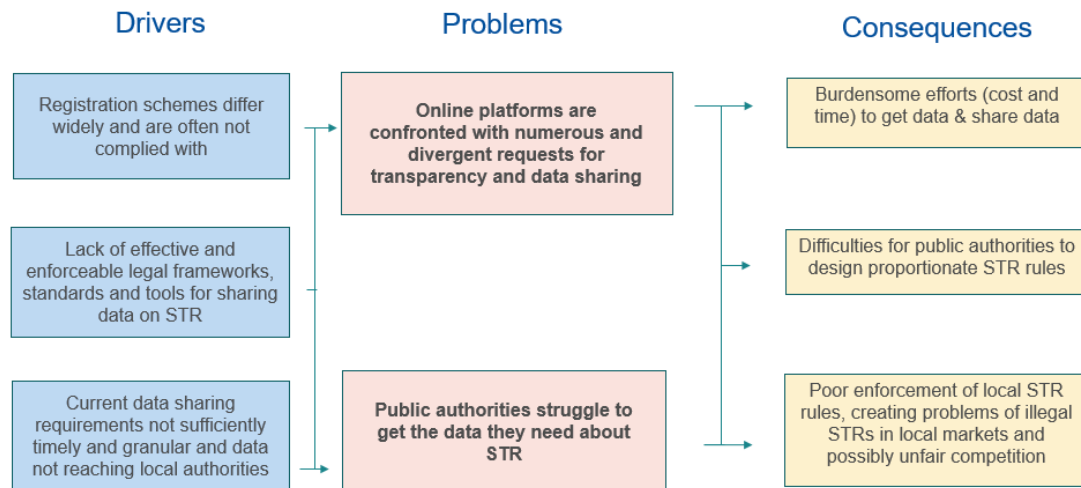 Drivers
Problems
Consequences
Registration schemes differ
widely and are often not
complied with
Lack of effective and
enforceable legal frameworks,
standards and tools for sharing
data on STR
Current data sharing
requirements not sufficiently
timely and granular and data
not reaching local authorities
Online platforms are
confronted with numerous and
divergent requests for
transparency and data sharing
Public authorities struggle to
get the data they need about
STR
Burdensome efforts (cost and
time) to get data & share data
Difficulties for public authorities to
design proportionate STR rules
Poor enforcement of local STR
rules, creating problems of illegal
STRs in local markets and
possibly unfair competition